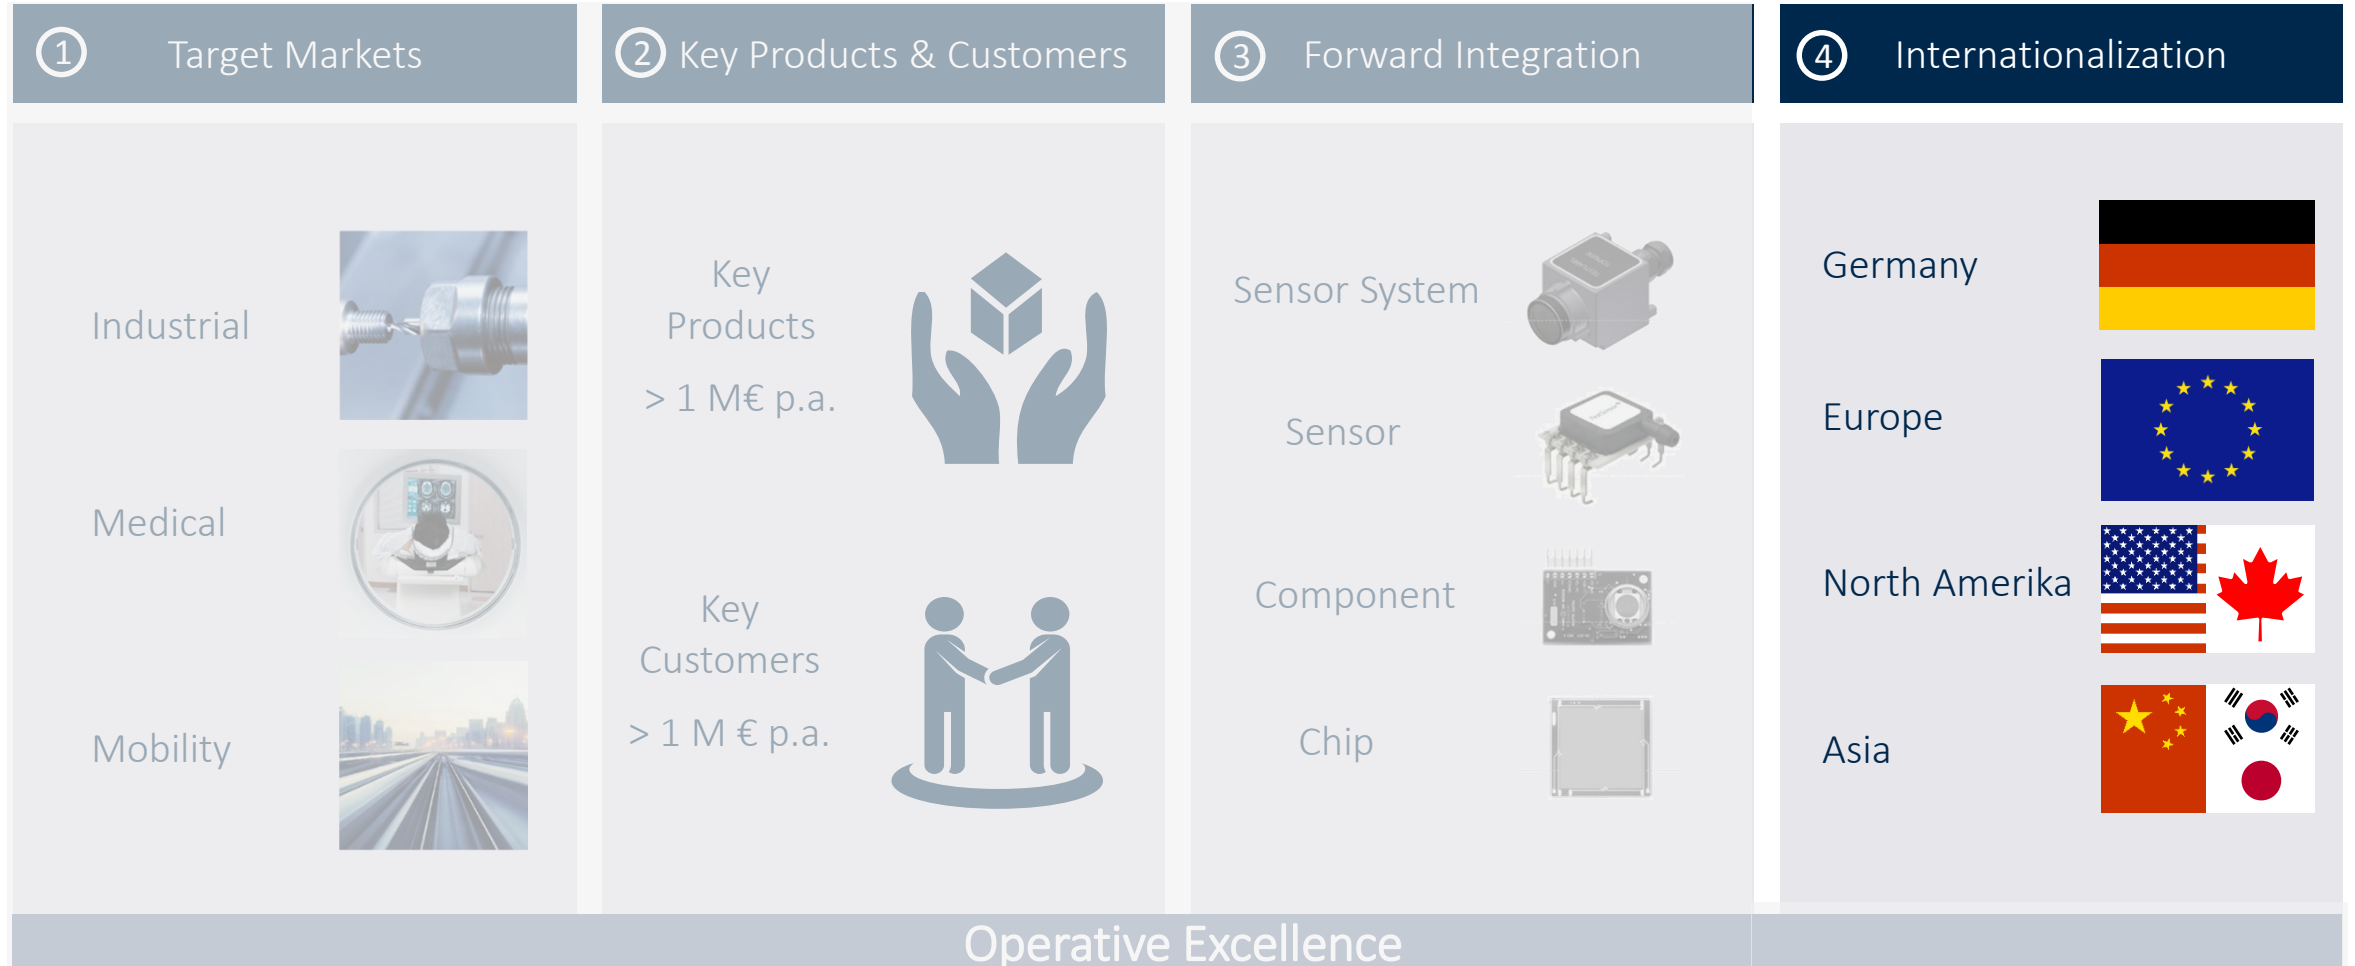 1 Target Markets
Industrial
Medical
Mobility
2 Key Products & Customers
Key
Products
> 1 M€ p.a.
Key
Customers
> 1 M € p.a.
3 Forward Integration
Sensor System
Sensor
Component
Chip
4 Internationalization
Germany
Europe
North Amerika
Asia
Operative Excellence